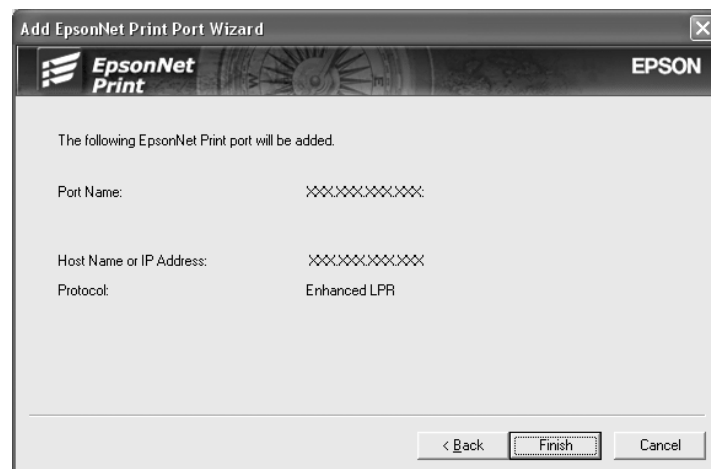 Add EpsonNet Print Port Wizard
EpsonNet
Print
EPSON
The following EpsonNet Print port will be added.
Port Name: XXX.XXX.XXX.XXX:
Host Name or IP Address: XXX.XXX.XXX.XXX
Protocol: Enhanced LPR
< Back Finish Cancel